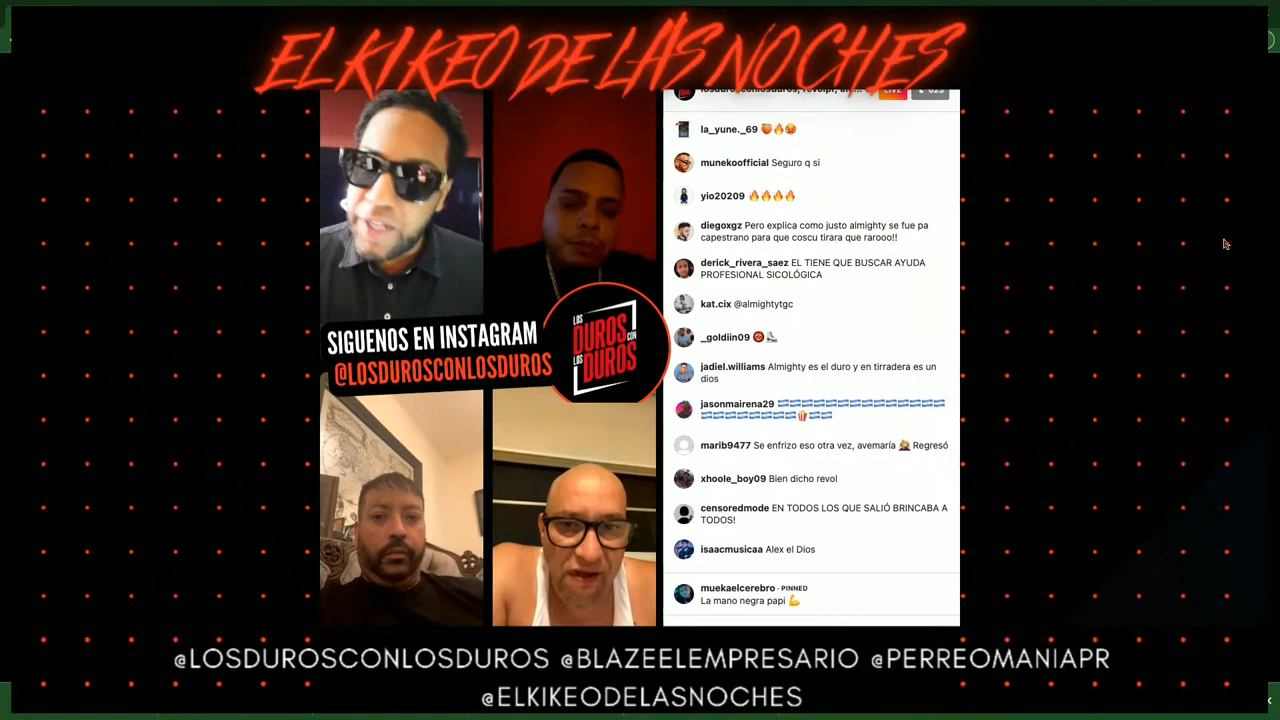 EL KIKEO DE LAS NOCHES
LIVE
623
la_yune._69 🍑🔥🥵
munekoofficial Seguro q si
yio20209 🔥🔥🔥🔥
diegoxgz Pero explica como justo almighty se fue pa
capestrano para que coscu tirara que rarooo!!
derick_rivera_saez EL TIENE QUE BUSCAR AYUDA
PROFESIONAL SICOLÓGICA
kat.cix @almightytgc
_goldiin09 👹⛸
jadiel.williams Almighty es el duro y en tirradera es un
dios
jasonmairena29
marib9477 Se enfrizo eso otra vez, avemaría 🤦 Regresó
xhoole_boy09 Bien dicho revol
censoredmode EN TODOS LOS QUE SALIÓ BRINCABA A
TODOS!
isaacmusicaa Alex el Dios
muekaelcerebro · PINNED
La mano negra papi 💪
SIGUENOS EN INSTAGRAM
@LOSDUROSCONLOSDUROS
LOS
DUROS
CON
LOS
DUROS
@LOSDUROSCONLOSDUROS @BLAZEELEMPRESARIO @PERREOMANIAPR
@ELKIKEODELASNOCHES